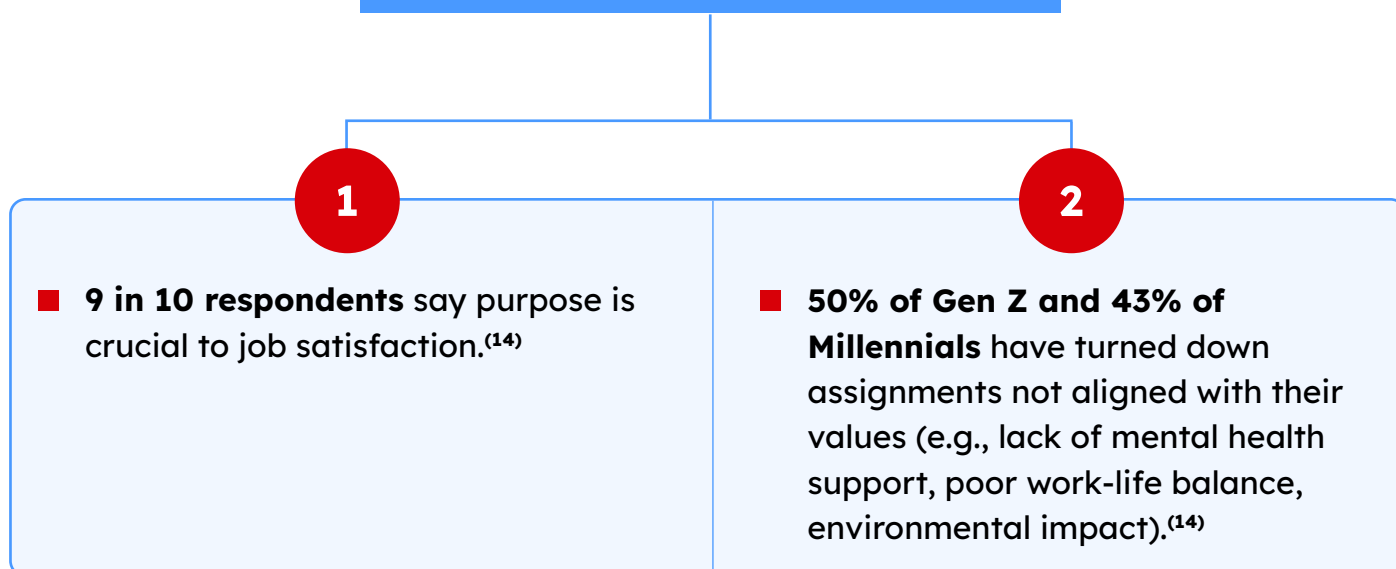 1
9 in 10 respondents say purpose is
crucial to job satisfaction.(14)
2
50% of Gen Z and 43% of
Millennials have turned down
assignments not aligned with their
values (e.g., lack of mental health
support, poor work-life balance,
environmental impact).(14)